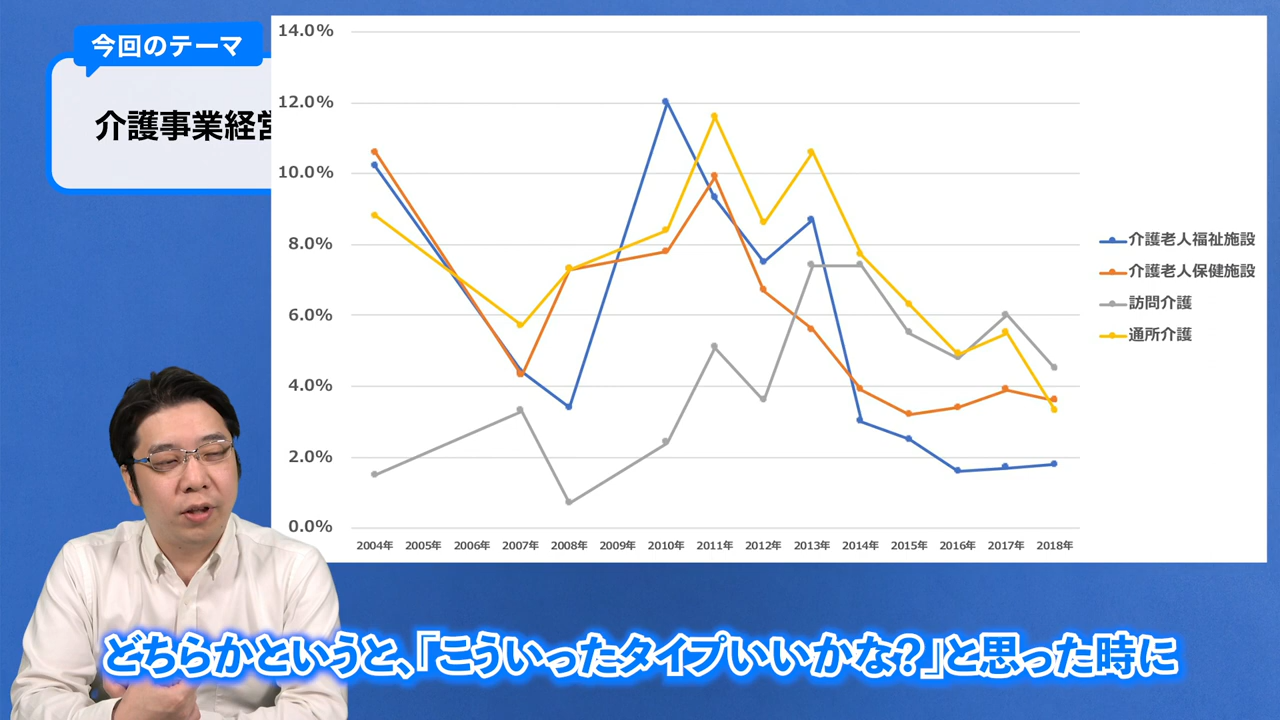 今回のテーマ
介護事業経営
14.0%
12.0%
10.0%
8.0%
6.0%
4.0%
2.0%
0.0%
2004年 2005年 2006年 2007年 2008年 2009年 2010年 2011年 2012年 2013年 2014年 2015年 2016年 2017年 2018年
介護老人福祉施設
介護老人保健施設
訪問介護
通所介護
どちらかというと、「こういったタイプいいかな?」と思った時に